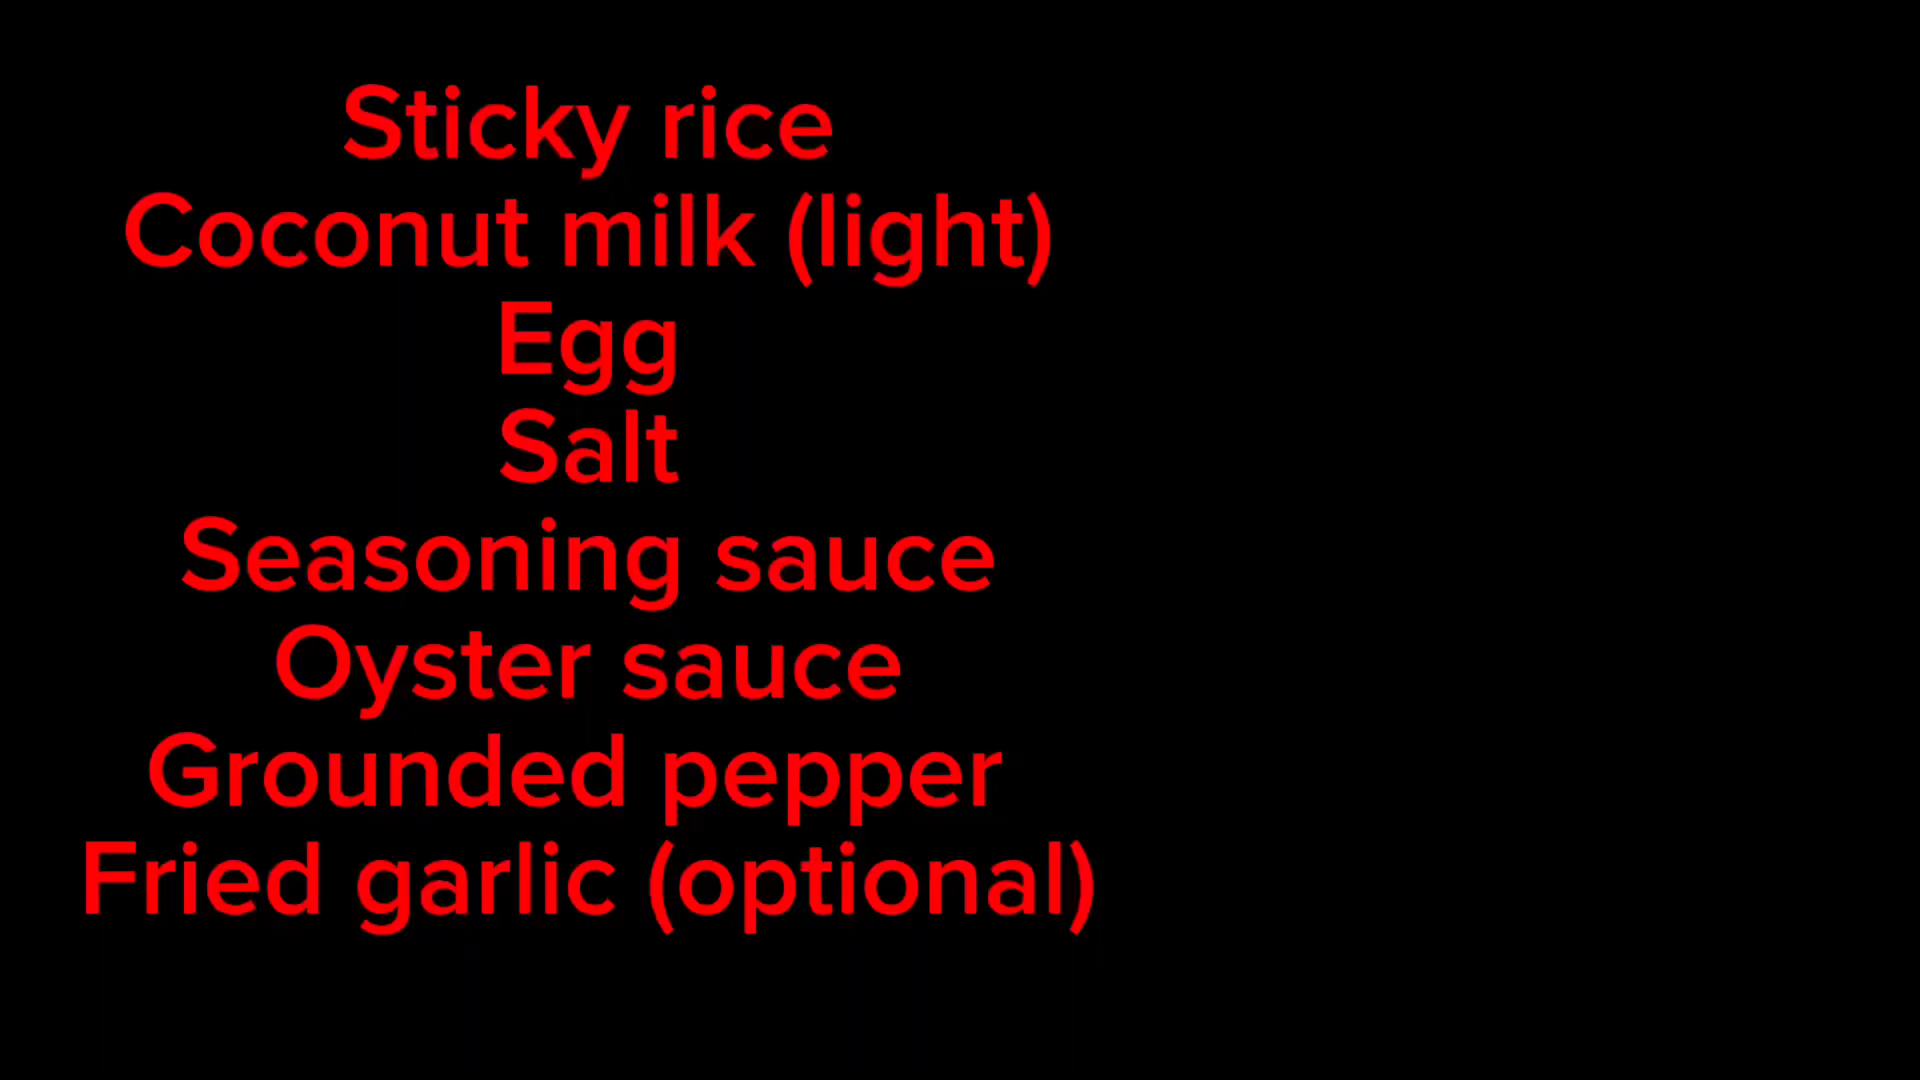 Sticky rice
Coconut milk (light)
Egg
Salt
Seasoning sauce
Oyster sauce
Grounded pepper
Fried garlic (optional)